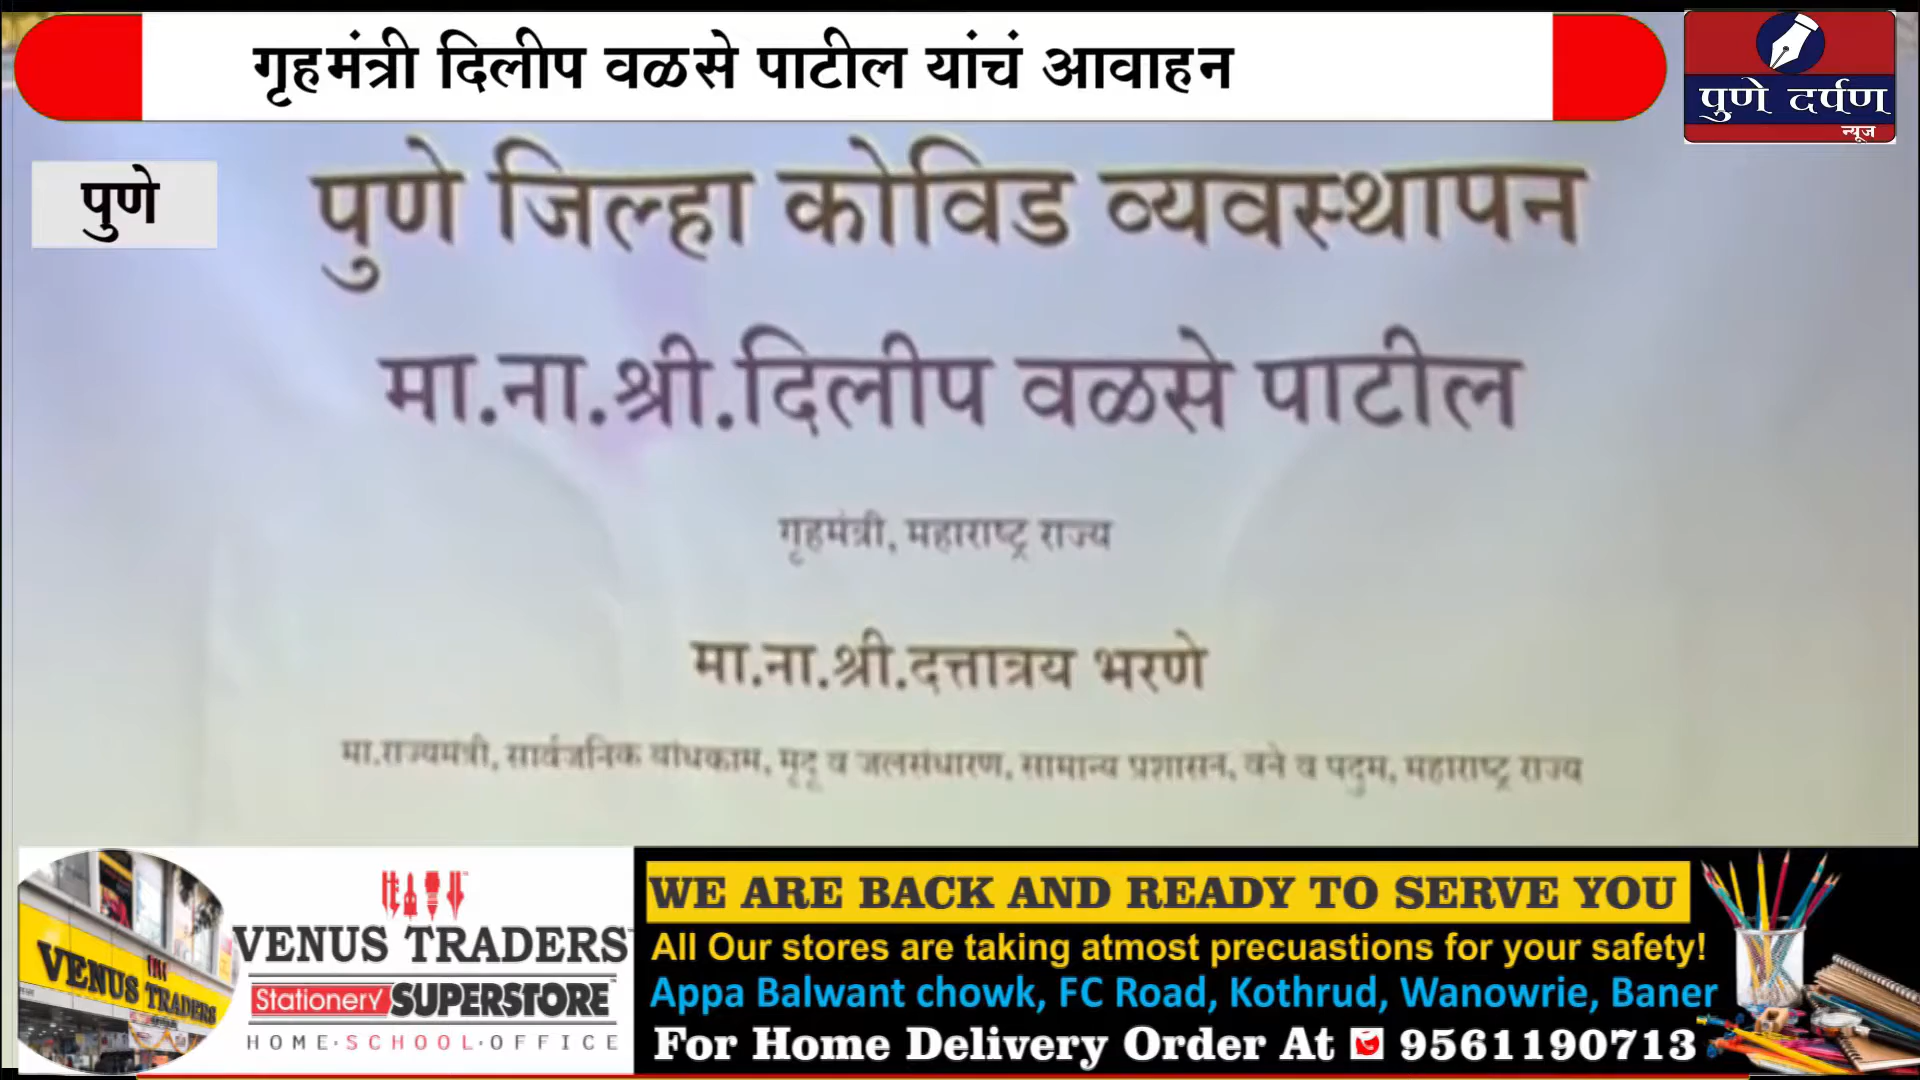 गृहमंत्री दिलीप वळसे पाटील यांचं आवाहन
पुणे दर्पण
न्यूज
पुणे
पुणे जिल्हा कोविड व्यवस्थापन
मा.ना.श्री.दिलीप वळसे पाटील
गृहमंत्री, महाराष्ट्र राज्य
मा.ना.श्री.दत्तात्रय भरणे
मा.राज्यमंत्री, सार्वजनिक बांधकाम, मृदू व जलसंधारण, सामान्य प्रशासन, वने व पदुम, महाराष्ट्र राज्य
VENUS TRADERS
VENUS TRADERS
Stationery SUPERSTORE
HOME·SCHOOL·OFFICE
WE ARE BACK AND READY TO SERVE YOU
All Our stores are taking atmost precuastions for your safety!
Appa Balwant chowk, FC Road, Kothrud, Wanowrie, Baner
For Home Delivery Order At 9561190713